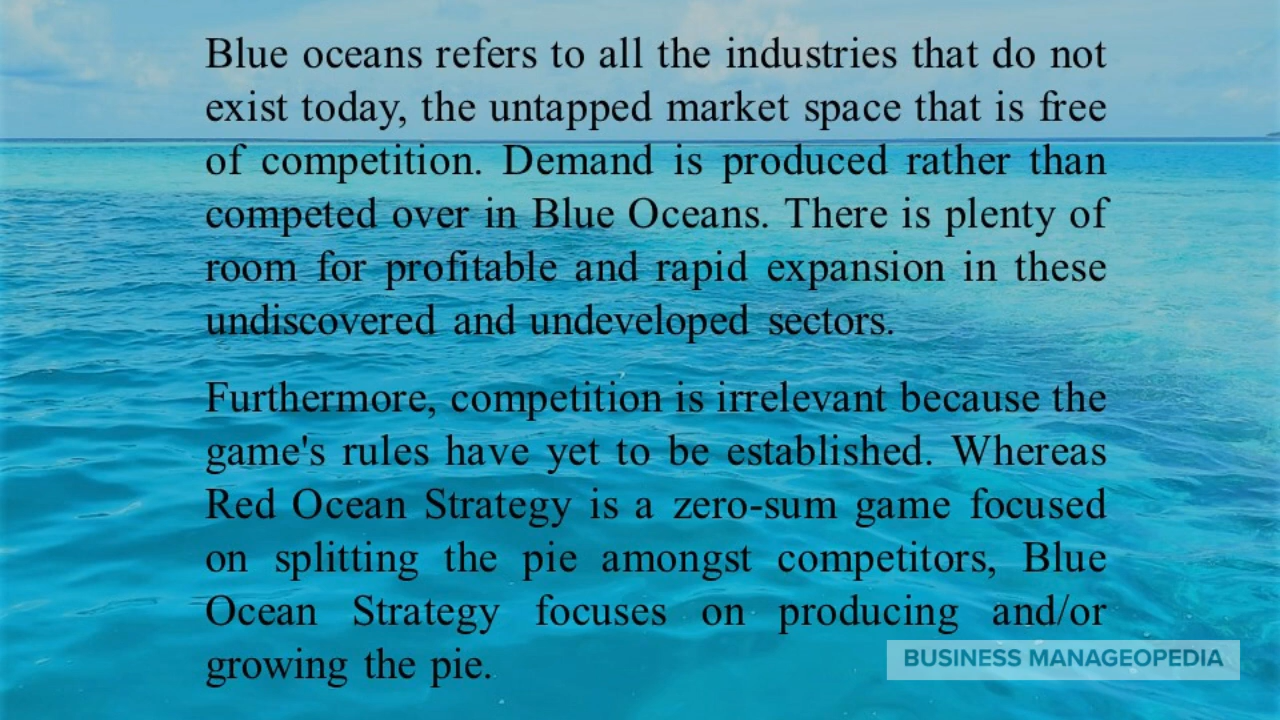 Blue oceans refers to all the industries that do not
exist today, the untapped market space that is free
of competition. Demand is produced rather than
competed over in Blue Oceans. There is plenty of
room for profitable and rapid expansion in these
undiscovered and undeveloped sectors.
Furthermore, competition is irrelevant because the
game's rules have yet to be established. Whereas
Red Ocean Strategy is a zero-sum game focused
on splitting the pie amongst competitors, Blue
Ocean Strategy focuses on producing and/or
growing the pie.
BUSINESS MANAGEOPEDIA